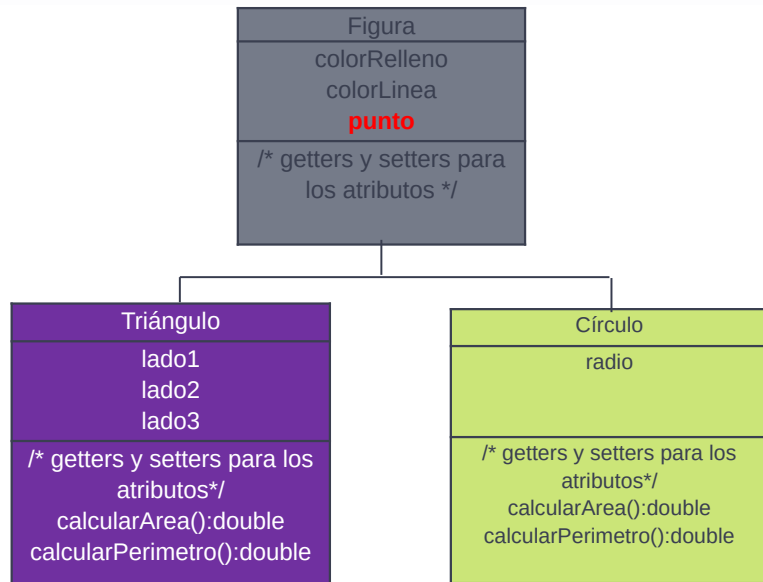 Figura
colorRelleno
colorLinea
punto
/* getters y setters para
los atributos */
Triángulo
lado1
lado2
lado3
/* getters y setters para los
atributos*/
calcularArea():double
calcularPerimetro():double
Círculo
radio
/* getters y setters para los
atributos*/
calcularArea():double
calcularPerimetro():double